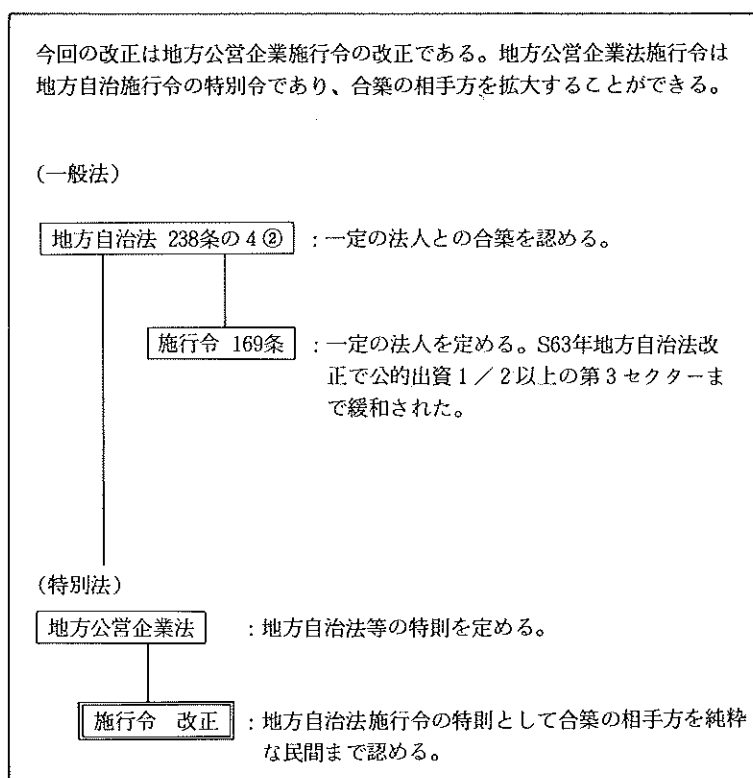 今回の改正は地方公営企業施行令の改正である。地方公営企業法施行令は
地方自治施行令の特別令であり、合築の相手方を拡大することができる。
(一般法)
地方自治法 238条の4② :一定の法人との合築を認める。
施行令 169条 :一定の法人を定める。S63年地方自治法改
正で公的出資1/2以上の第3セクターま
で緩和された。
(特別法)
地方公営企業法 :地方自治法等の特則を定める。
施行令 改正 :地方自治法施行令の特則として合築の相手方を純粋
な民間まで認める。